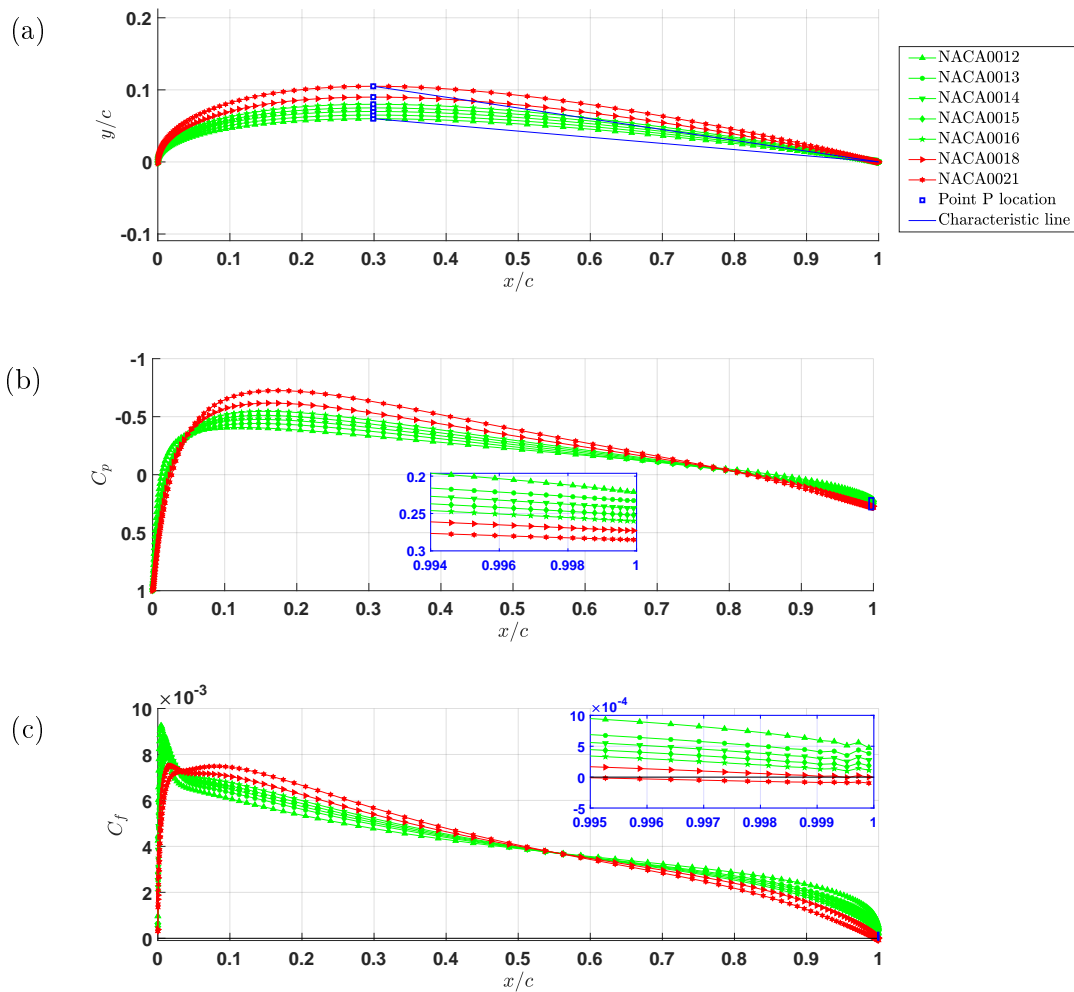 (a)
0.2
0.1
0
-0.1
y/c
0 0.1 0.2 0.3 0.4 0.5 0.6 0.7 0.8 0.9 1
x/c
NACA0012
NACA0013
NACA0014
NACA0015
NACA0016
NACA0018
NACA0021
Point P location
Characteristic line
(b)
-1
-0.5
0
0.5
1
C_p
0.2
0.25
0.3
0.994 0.996 0.998 1
0 0.1 0.2 0.3 0.4 0.5 0.6 0.7 0.8 0.9 1
x/c
(c)
×10⁻³
10
8
6
4
2
0
C_f
×10⁻⁴
10
5
0
-5
0.995 0.996 0.997 0.998 0.999 1
0 0.1 0.2 0.3 0.4 0.5 0.6 0.7 0.8 0.9 1
x/c